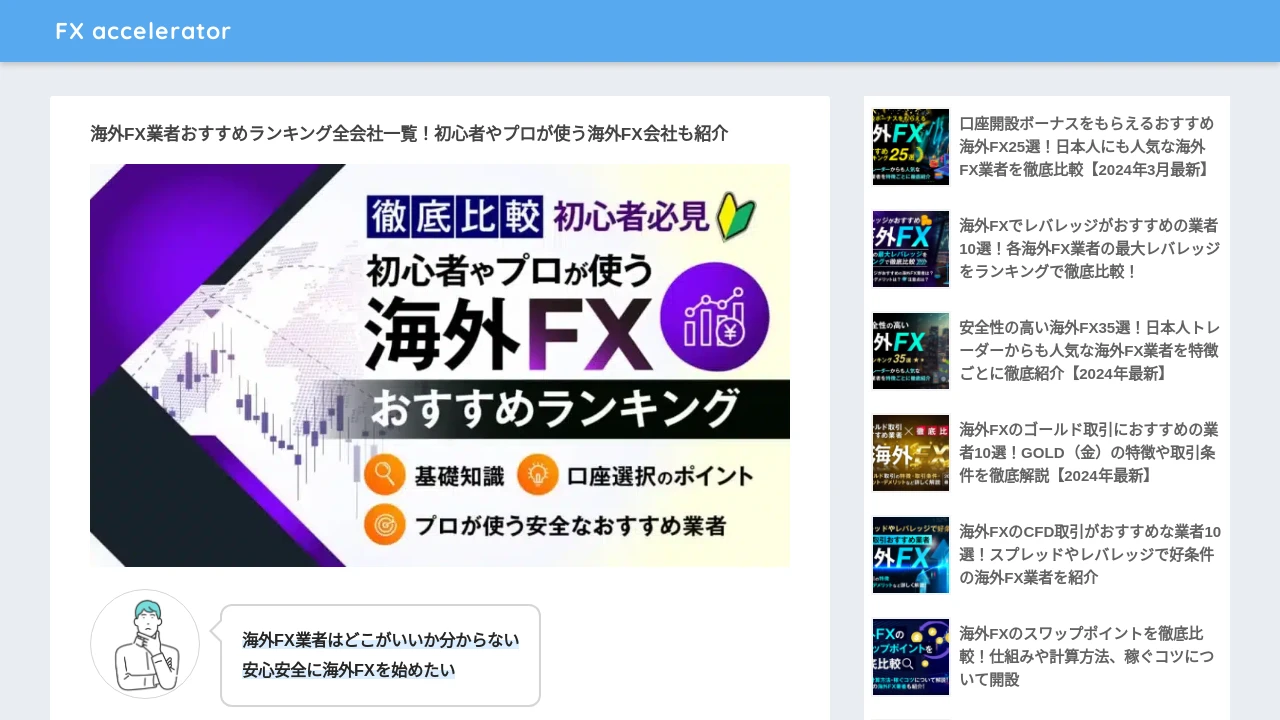 FX accelerator
海外FX業者おすすめランキング全会社一覧！初心者やプロが使う海外FX会社も紹介
徹底比較 初心者必見
初心者やプロが使う
海外FX
おすすめランキング
基礎知識 口座選択のポイント
プロが使う安全なおすすめ業者
海外FX業者はどこがいいか分からない
安心安全に海外FXを始めたい
口座開設ボーナスをもらえるおすすめ
海外FX25選！日本人にも人気な海外
FX業者を徹底比較【2024年3月最新】
海外FXでレバレッジがおすすめの業者
10選！各海外FX業者の最大レバレッジ
をランキングで徹底比較！
安全性の高い海外FX35選！日本人トレ
ーダーからも人気な海外FX業者を特徴
ごとに徹底紹介【2024年最新】
海外FXのゴールド取引におすすめの業
者10選！GOLD（金）の特徴や取引条
件を徹底解説【2024年最新】
海外FXのCFD取引がおすすめな業者10
選！スプレッドやレバレッジで好条件
の海外FX業者を紹介
海外FXのスワップポイントを徹底比
較！仕組みや計算方法、稼ぐコツにつ
いて開設